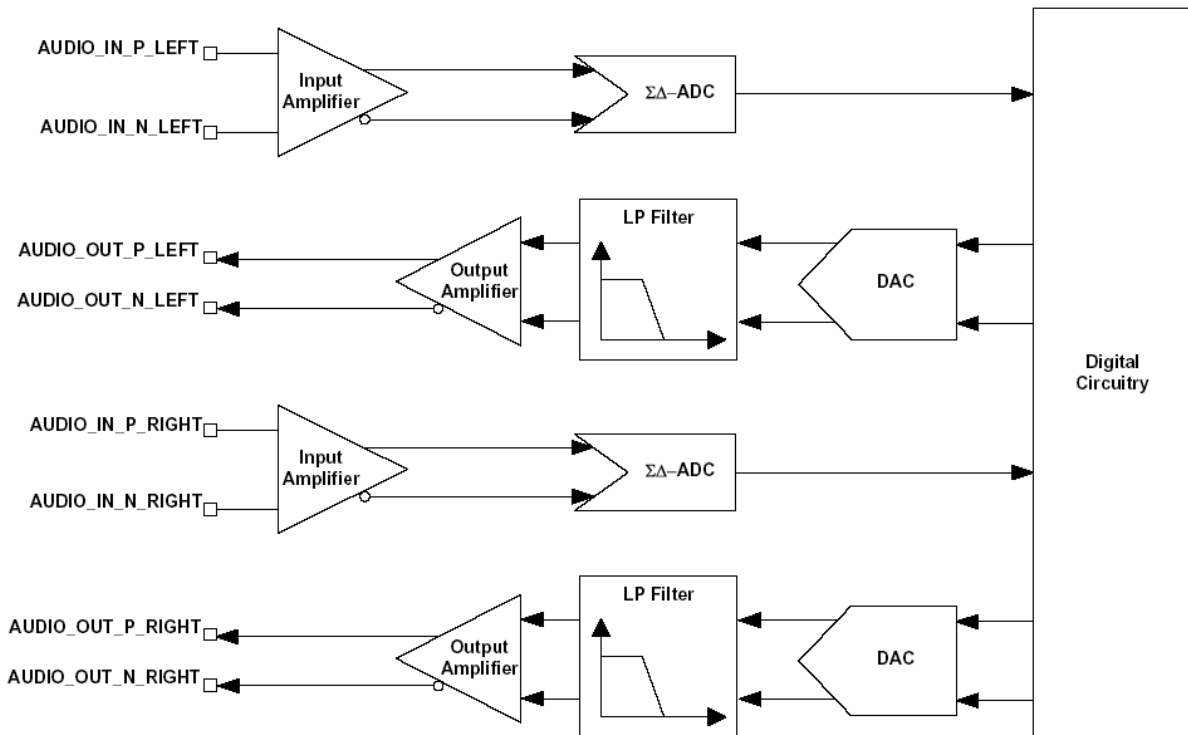 AUDIO_IN_P_LEFT
Input
Amplifier
AUDIO_IN_N_LEFT
ΣΔ–ADC
AUDIO_OUT_P_LEFT
AUDIO_OUT_N_LEFT
Output
Amplifier
LP Filter
DAC
Digital
Circuitry
AUDIO_IN_P_RIGHT
Input
Amplifier
AUDIO_IN_N_RIGHT
ΣΔ–ADC
AUDIO_OUT_P_RIGHT
AUDIO_OUT_N_RIGHT
Output
Amplifier
LP Filter
DAC